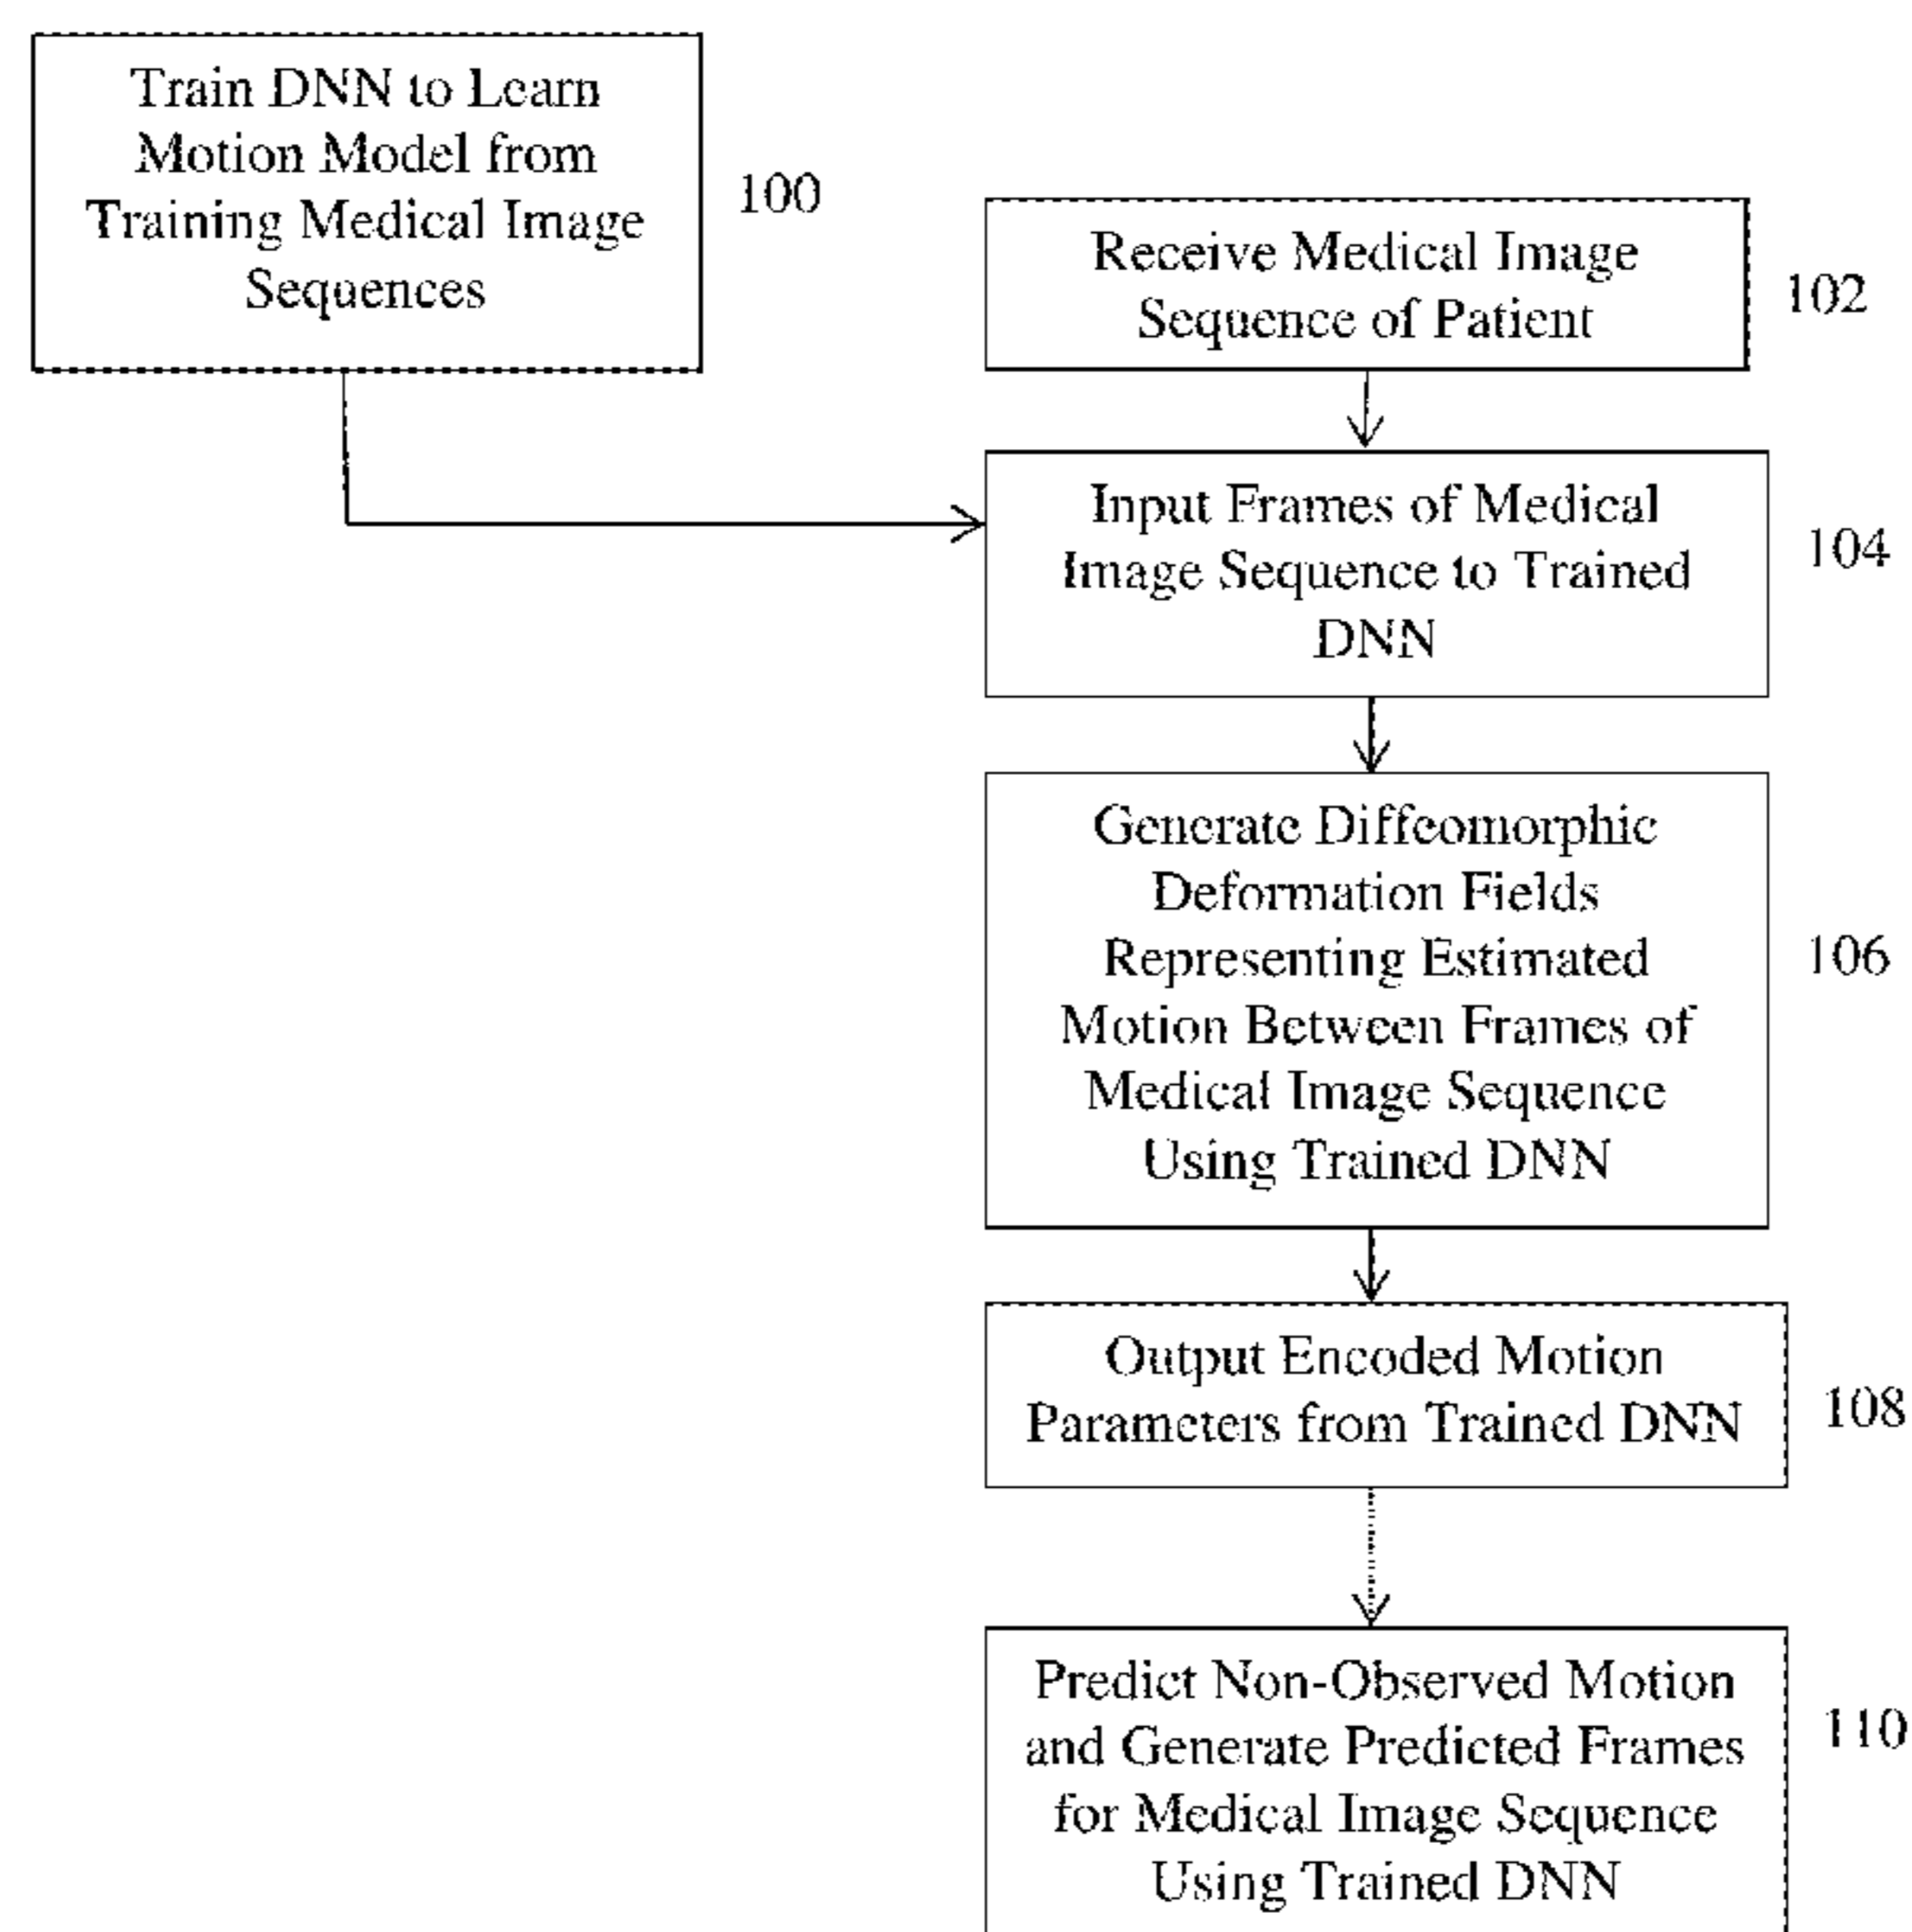 Train DNN to Learn
Motion Model from
Training Medical Image
Sequences
100
Receive Medical Image
Sequence of Patient
102
Input Frames of Medical
Image Sequence to Trained
DNN
104
Generate Diffeomorphic
Deformation Fields
Representing Estimated
Motion Between Frames of
Medical Image Sequence
Using Trained DNN
106
Output Encoded Motion
Parameters from Trained DNN
108
Predict Non-Observed Motion
and Generate Predicted Frames
for Medical Image Sequence
Using Trained DNN
110